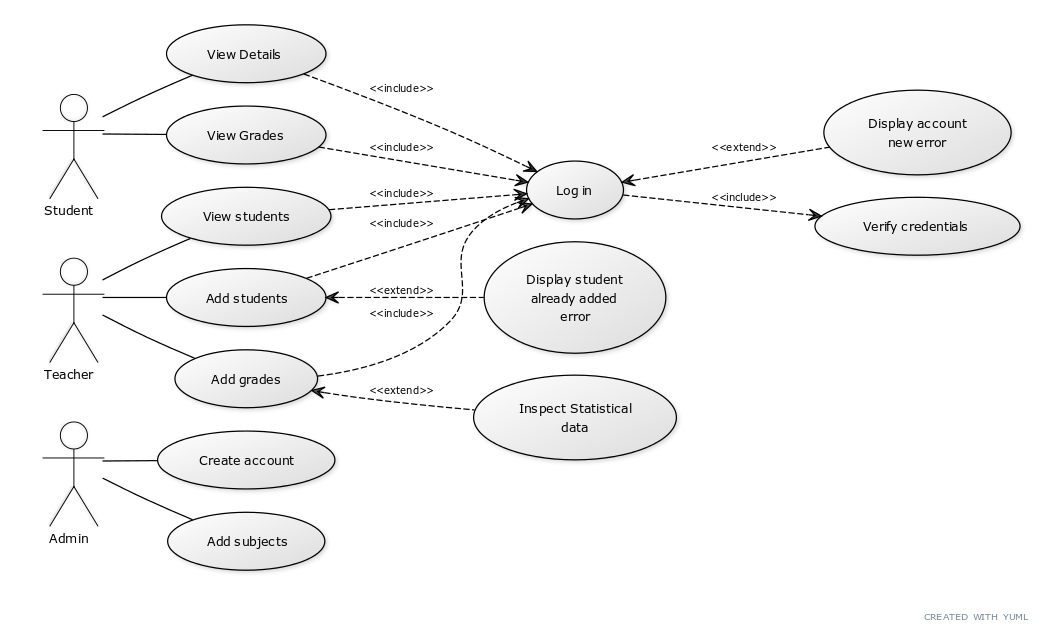 View Details
<<include>>
View Grades
<<include>>
Student
View students
<<include>>
<<include>>
Log in
Display account
new error
<<extend>>
<<include>>
Verify credentials
Teacher
Add students
<<extend>>
<<include>>
Display student
already added
error
Add grades
<<extend>>
Inspect Statistical
data
Admin
Create account
Add subjects
CREATED WITH YUML